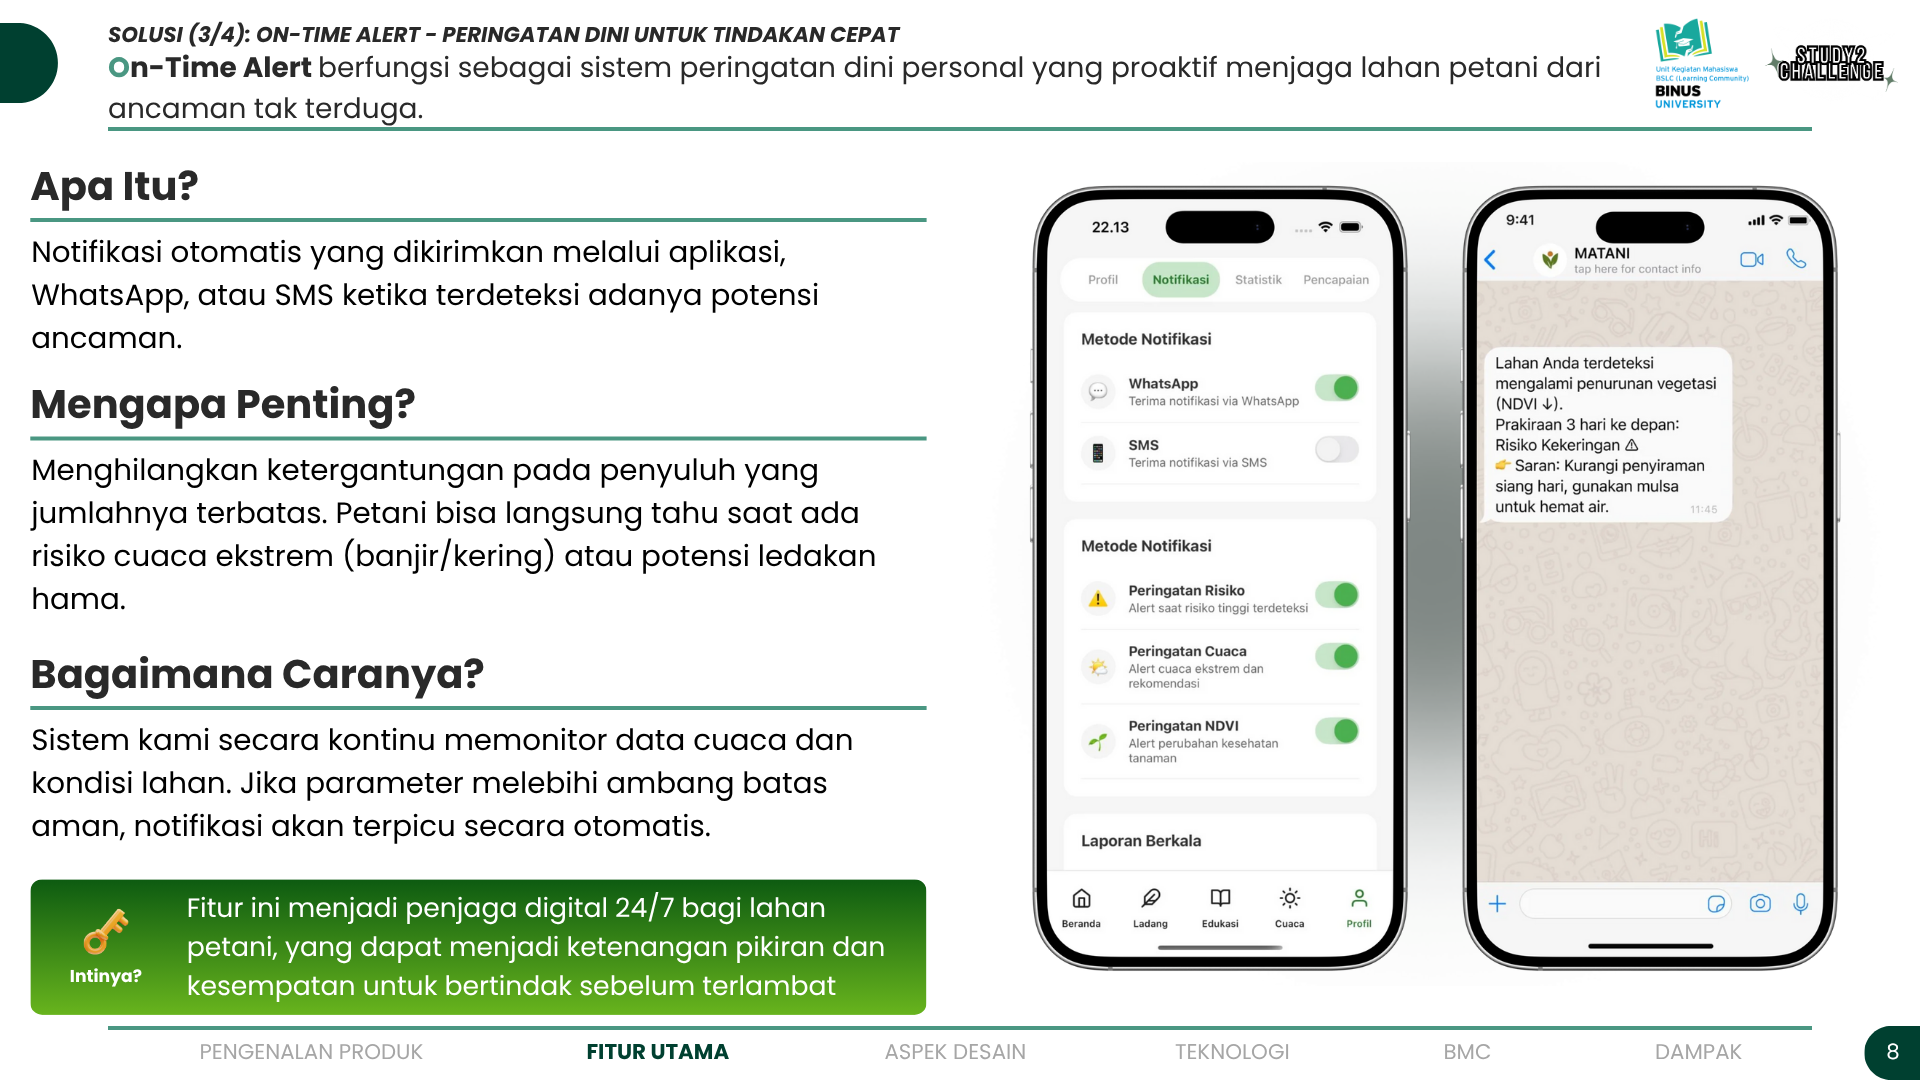 SOLUSI (3/4): ON-TIME ALERT - PERINGATAN DINI UNTUK TINDAKAN CEPAT
On-Time Alert berfungsi sebagai sistem peringatan dini personal yang proaktif menjaga lahan petani dari
ancaman tak terduga.
Unit Kegiatan Mahasiswa
BSLC (Learning Community)
BINUS
UNIVERSITY
STUDY2
CHALLENGE
Apa Itu?
Notifikasi otomatis yang dikirimkan melalui aplikasi,
WhatsApp, atau SMS ketika terdeteksi adanya potensi
ancaman.
Mengapa Penting?
Menghilangkan ketergantungan pada penyuluh yang
jumlahnya terbatas. Petani bisa langsung tahu saat ada
risiko cuaca ekstrem (banjir/kering) atau potensi ledakan
hama.
Bagaimana Caranya?
Sistem kami secara kontinu memonitor data cuaca dan
kondisi lahan. Jika parameter melebihi ambang batas
aman, notifikasi akan terpicu secara otomatis.
Intinya?
Fitur ini menjadi penjaga digital 24/7 bagi lahan
petani, yang dapat menjadi ketenangan pikiran dan
kesempatan untuk bertindak sebelum terlambat
22.13
Profil Notifikasi Statistik Pencapaian
Metode Notifikasi
WhatsApp
Terima notifikasi via WhatsApp
SMS
Terima notifikasi via SMS
Metode Notifikasi
Peringatan Risiko
Alert saat risiko tinggi terdeteksi
Peringatan Cuaca
Alert cuaca ekstrem dan
rekomendasi
Peringatan NDVI
Alert perubahan kesehatan
tanaman
Laporan Berkala
Beranda Ladang Edukasi Cuaca Profil
9:41
MATANI
tap here for contact info
Lahan Anda terdeteksi
mengalami penurunan vegetasi
(NDVI ↓).
Prakiraan 3 hari ke depan:
Risiko Kekeringan ⚠
👉 Saran: Kurangi penyiraman
siang hari, gunakan mulsa
untuk hemat air.
11:45
PENGENALAN PRODUK FITUR UTAMA ASPEK DESAIN TEKNOLOGI BMC DAMPAK
8